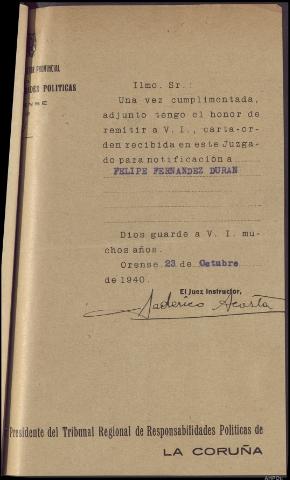 PROVINCIAL
DES POLITICAS
NSE
Ilmo. Sr.:
Una vez cumplimentada,
adjunto tengo el honor de
remitir a V. I., carta-or-
den recibida en este Juzga-
do para notificación a
FELIPE FERNANDEZ DURAN
Dios guarde a V. I. mu-
chos años.
Orense 23 de Octubre
de 1940.
El Juez Instructor,
Federico Acosta
Presidente del Tribunal Regional de Responsabilidades Políticas de
LA CORUÑA